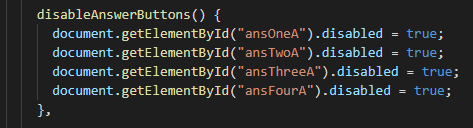 disableAnswerButtons() {
document.getElementById("ansOneA").disabled = true;
document.getElementById("ansTwoA").disabled = true;
document.getElementById("ansThreeA").disabled = true;
document.getElementById("ansFourA").disabled = true;
},